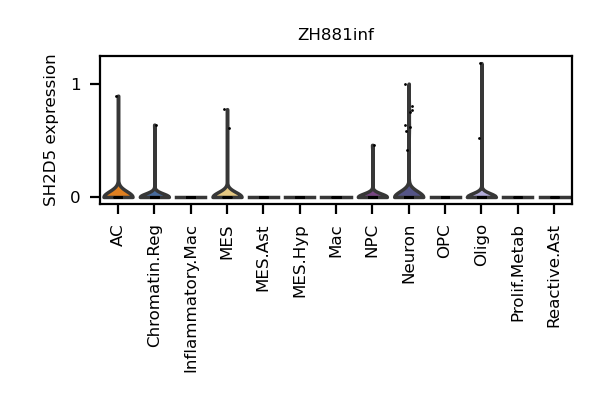 ZH881inf
SH2D5 expression
1
0
AC
Chromatin.Reg
Inflammatory.Mac
MES
MES.Ast
MES.Hyp
Mac
NPC
Neuron
OPC
Oligo
Prolif.Metab
Reactive.Ast